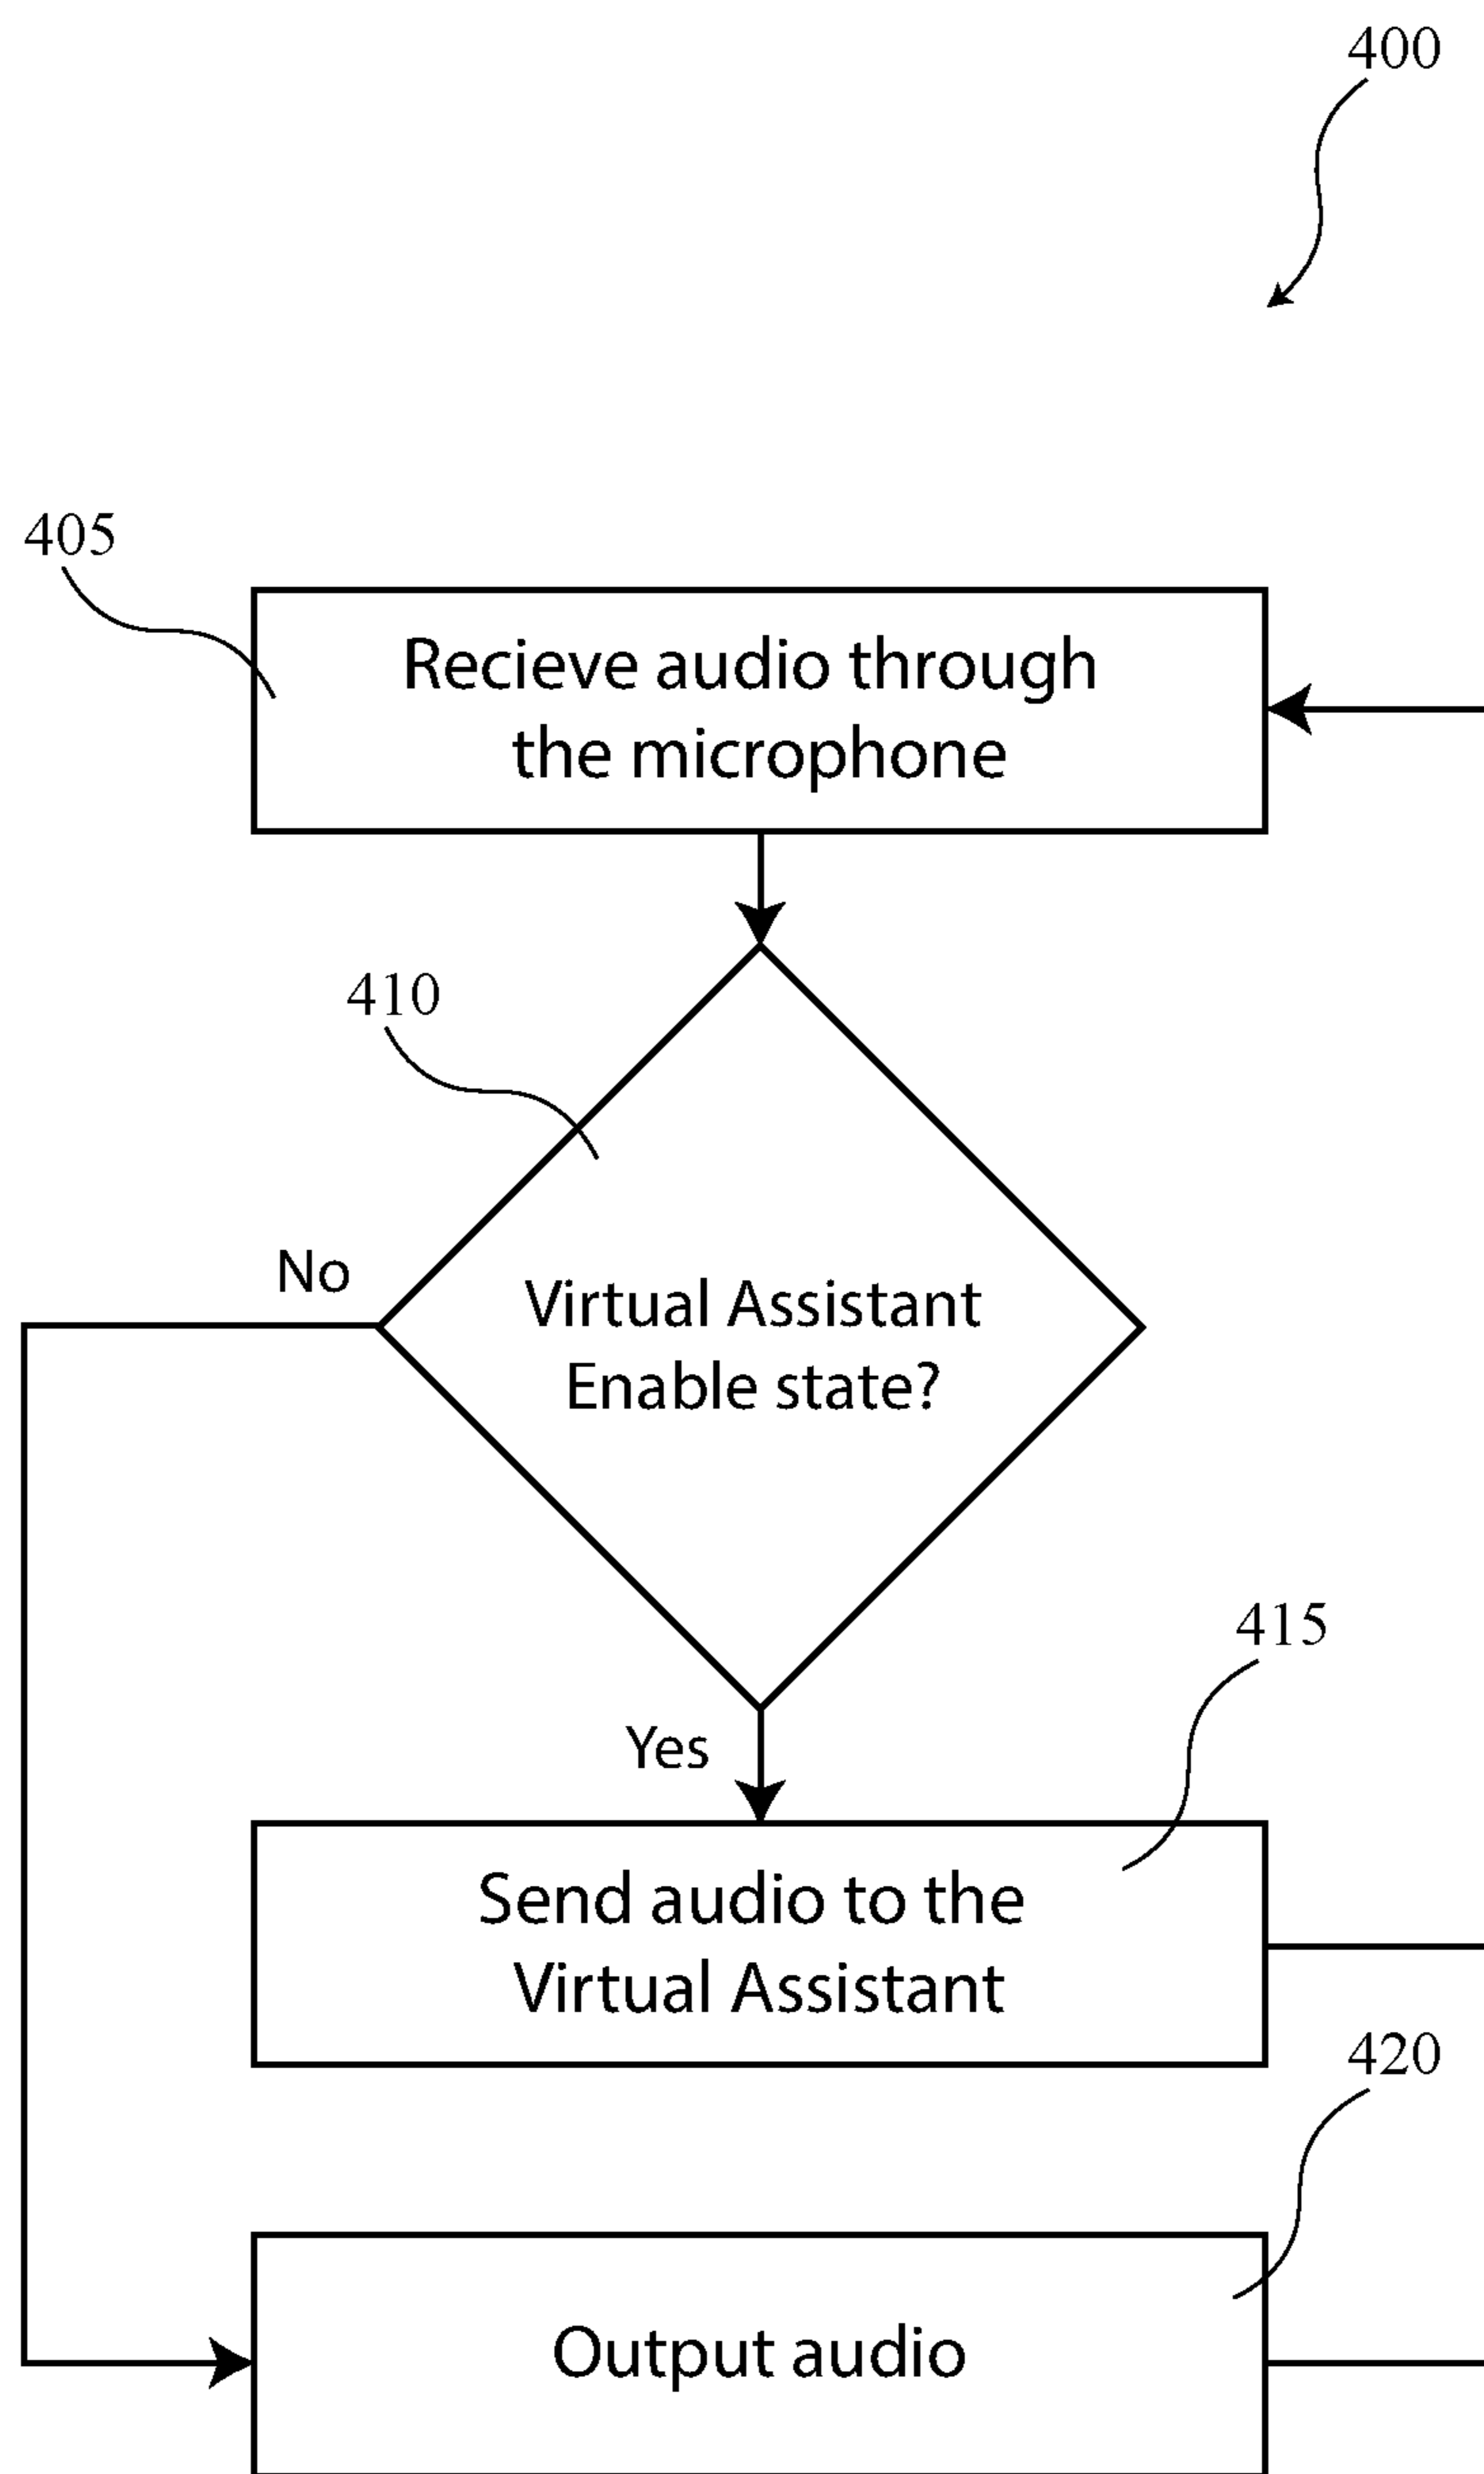 400
405
Recieve audio through
the microphone
410
No
Virtual Assistant
Enable state?
415
Yes
Send audio to the
Virtual Assistant
420
Output audio